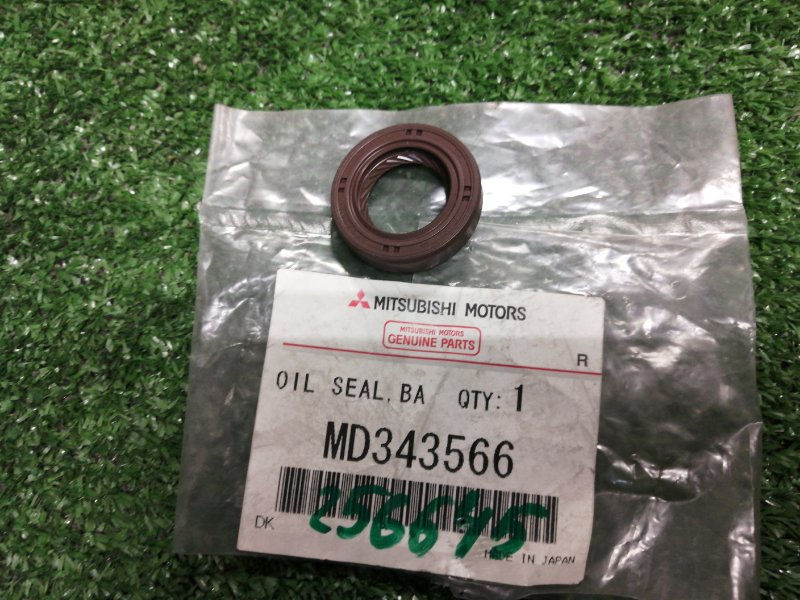 MITSUBISHI MOTORS
MITSUBISHI MOTORS
GENUINE PARTS
R
OIL SEAL, BA QTY: 1
MD343566
256645
DK
MADE IN JAPAN